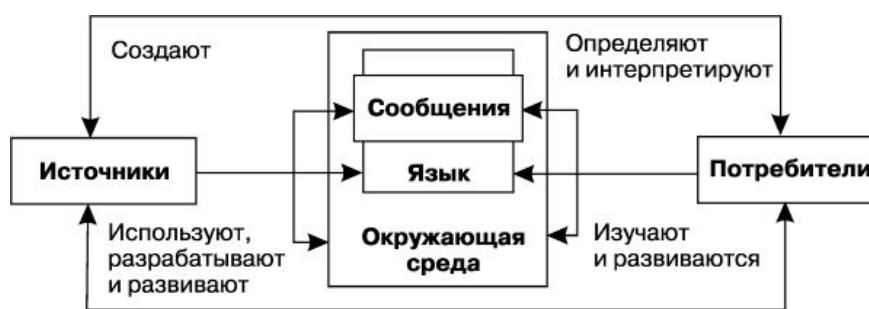 Создают
Определяют
и интерпретируют
Сообщения
Источники
Язык
Потребители
Используют,
разрабатывают
и развивают
Окружающая
среда
Изучают
и развиваются